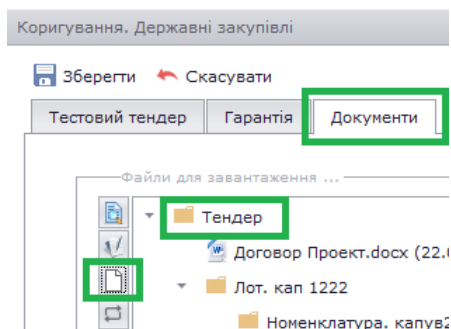 Коригування. Державні закупівлі
Зберегти Скасувати
Тестовий тендер Гарантія Документи
Файли для завантаження ...
Тендер
Договор Проект.docx (22.
Лот. кап 1222
Номенклатура. капув2